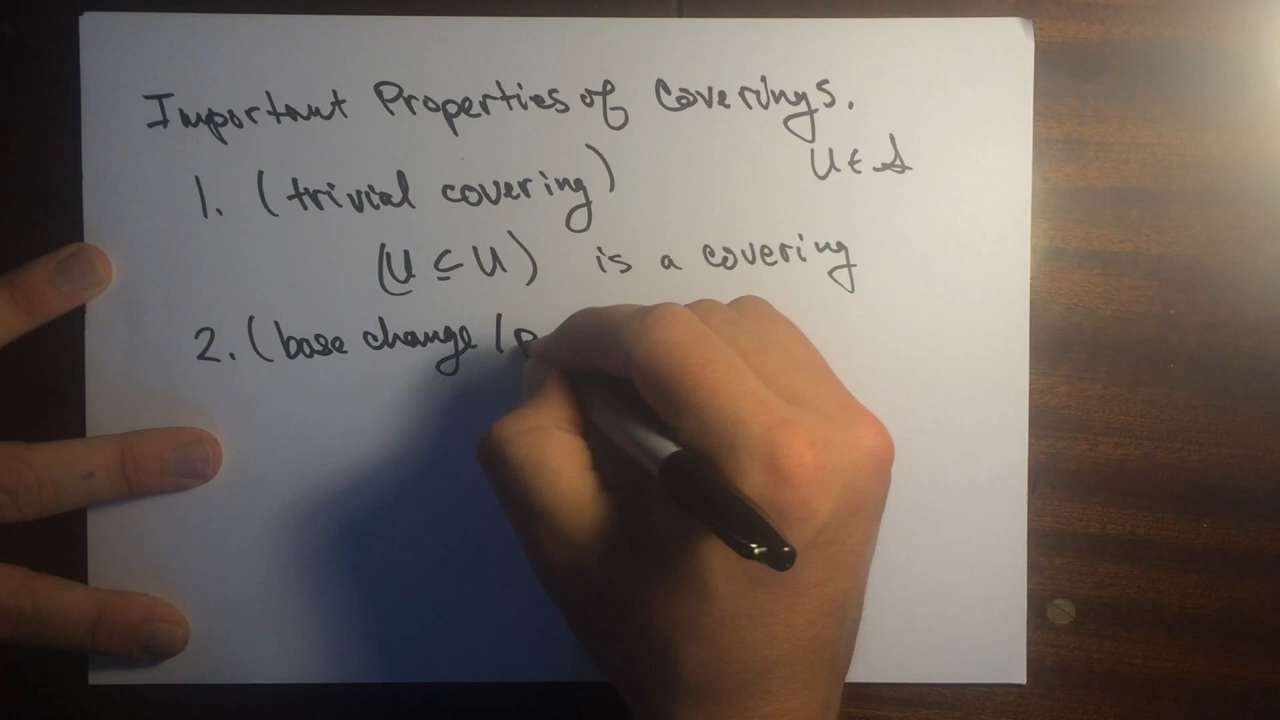 Important Properties of Coverings.
U ∈ 𝒮
1. (trivial covering)
(U ⊆ U) is a covering
2. (base change / p